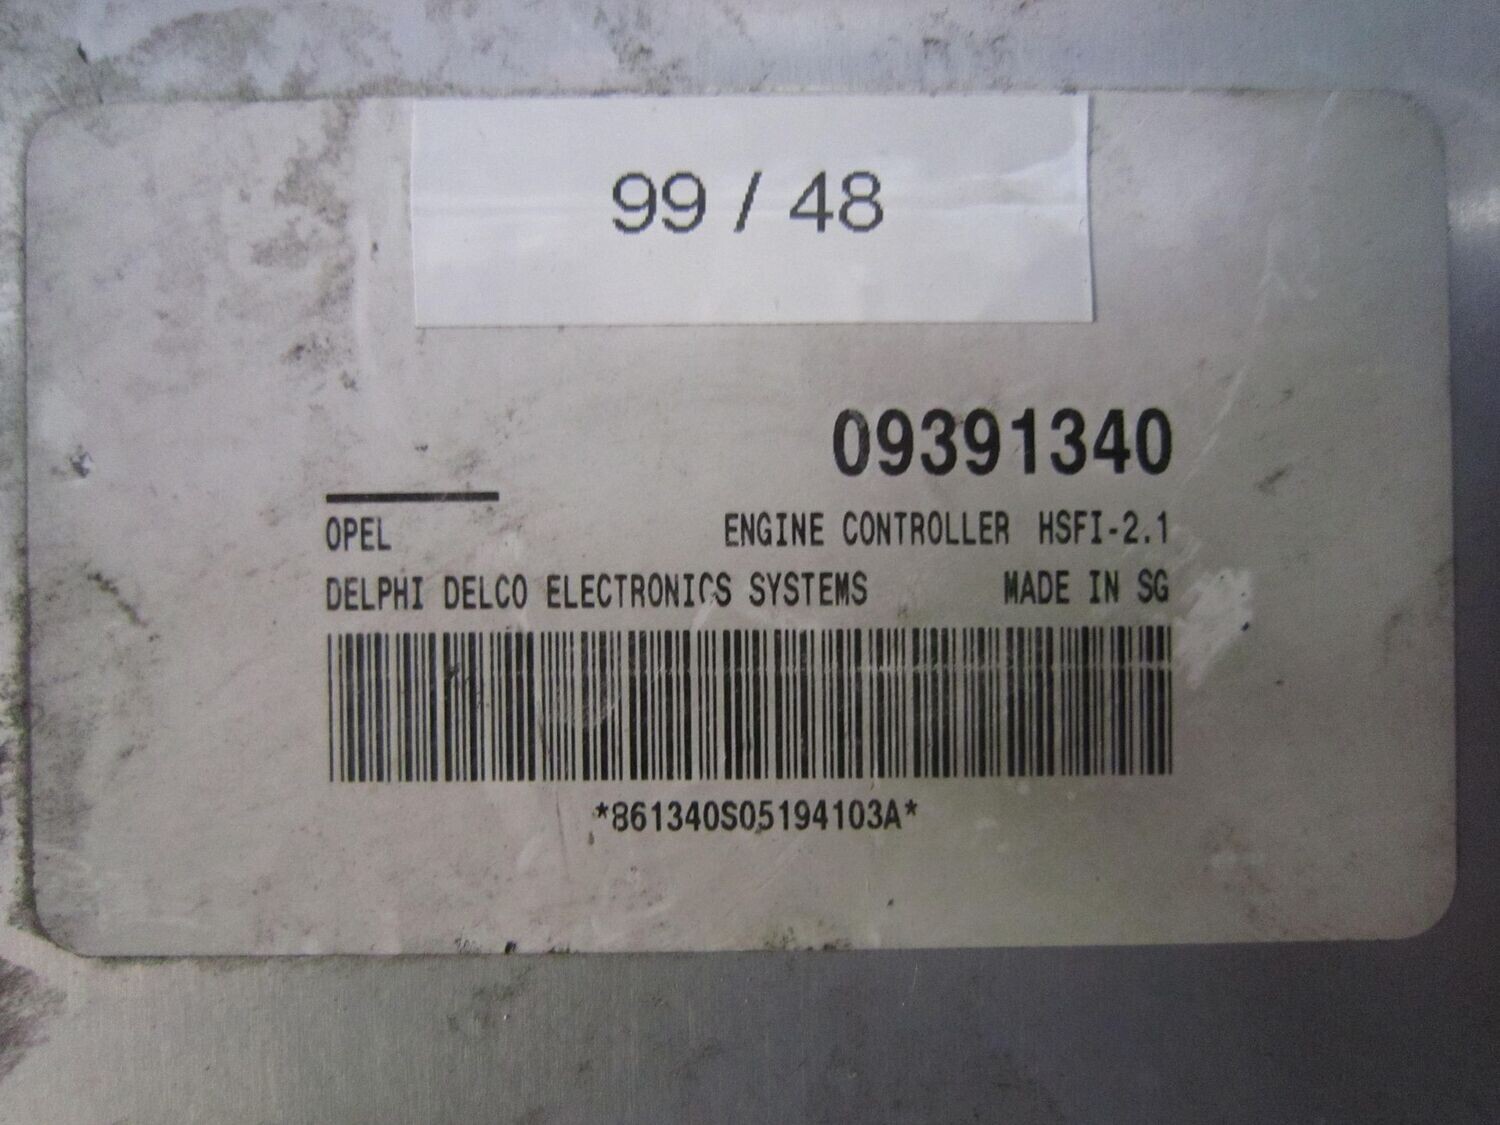 99 / 48
09391340
OPEL ENGINE CONTROLLER HSFI-2.1
DELPHI DELCO ELECTRONICS SYSTEMS MADE IN SG
*861340S05194103A*